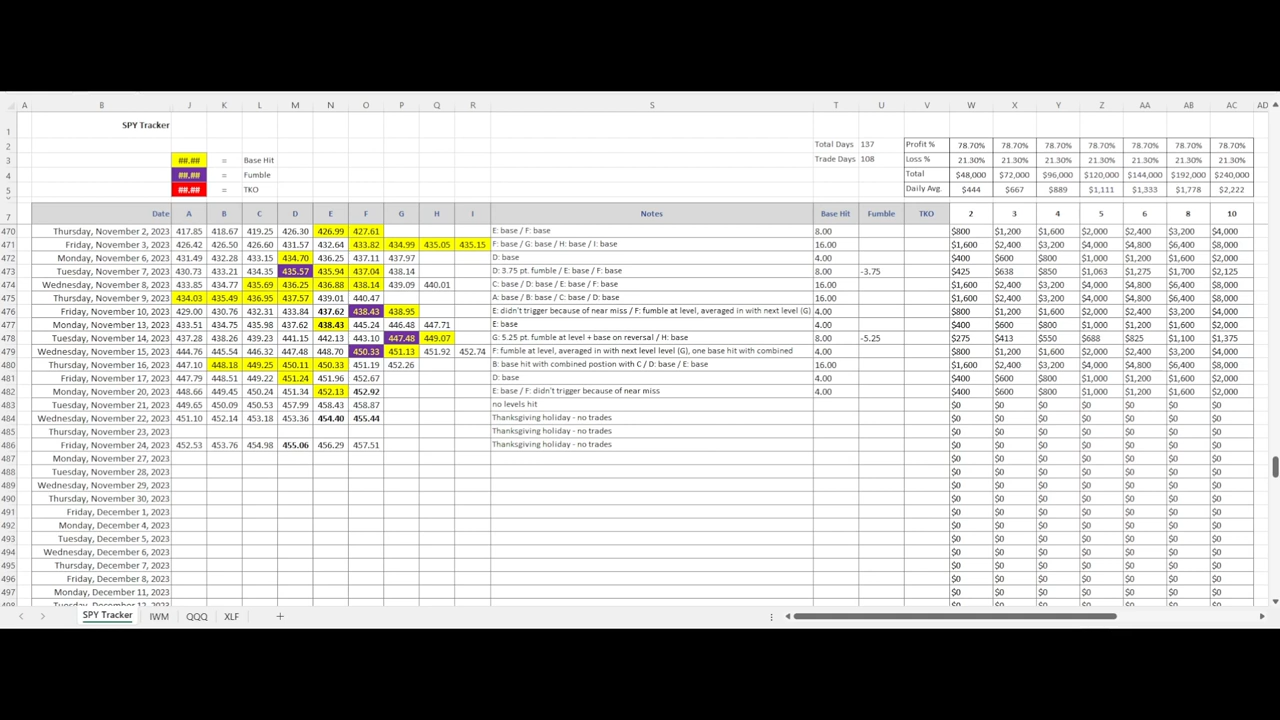 A B J K L M N O P Q R S T U V W X Y Z AA AB AC AD
1 SPY Tracker
2 Total Days 137 Profit % 78.70% 78.70% 78.70% 78.70% 78.70% 78.70% 78.70%
3 ##.## = Base Hit Trade Days 108 Loss % 21.30% 21.30% 21.30% 21.30% 21.30% 21.30% 21.30%
4 ##.## = Fumble Total $48,000 $72,000 $96,000 $120,000 $144,000 $192,000 $240,000
5 ##.## = TKO Daily Avg. $444 $667 $889 $1,111 $1,333 $1,778 $2,222
7 Date A B C D E F G H I Notes Base Hit Fumble TKO 2 3 4 5 6 8 10
470 Thursday, November 2, 2023 417.85 418.67 419.25 426.30 426.99 427.61 E: base / F: base 8.00 $800 $1,200 $1,600 $2,000 $2,400 $3,200 $4,000
471 Friday, November 3, 2023 426.42 426.50 426.60 431.57 432.64 433.82 434.99 435.05 435.15 F: base / G: base / H: base / I: base 16.00 $1,600 $2,400 $3,200 $4,000 $4,800 $6,400 $8,000
472 Monday, November 6, 2023 431.49 432.28 433.15 434.70 436.25 437.11 437.97 D: base 4.00 $400 $600 $800 $1,000 $1,200 $1,600 $2,000
473 Tuesday, November 7, 2023 430.73 433.21 434.35 435.57 435.94 437.04 438.14 D: 3.75 pt. fumble / E: base / F: base 8.00 -3.75 $425 $638 $850 $1,063 $1,275 $1,700 $2,125
474 Wednesday, November 8, 2023 433.85 434.77 435.69 436.25 436.88 438.14 439.09 440.01 C: base / D: base / E: base / F: base 16.00 $1,600 $2,400 $3,200 $4,000 $4,800 $6,400 $8,000
475 Thursday, November 9, 2023 434.03 435.49 436.95 437.57 439.01 440.47 A: base / B: base / C: base / D: base 16.00 $1,600 $2,400 $3,200 $4,000 $4,800 $6,400 $8,000
476 Friday, November 10, 2023 429.00 430.76 432.31 433.84 437.62 438.43 438.95 E: didn't trigger because of near miss / F: fumble at level, averaged in with next level (G) 4.00 $800 $1,200 $1,600 $2,000 $2,400 $3,200 $4,000
477 Monday, November 13, 2023 433.51 434.75 435.98 437.62 438.43 445.24 446.48 447.71 E: base 4.00 $400 $600 $800 $1,000 $1,200 $1,600 $2,000
478 Tuesday, November 14, 2023 437.28 438.26 439.23 441.15 442.13 443.10 447.48 449.07 G: 5.25 pt. fumble at level + base on reversal / H: base 8.00 -5.25 $275 $413 $550 $688 $825 $1,100 $1,375
479 Wednesday, November 15, 2023 444.76 445.54 446.32 447.48 448.70 450.33 451.13 451.92 452.74 F: fumble at level, averaged in with next level level (G), one base hit with combined 4.00 $800 $1,200 $1,600 $2,000 $2,400 $3,200 $4,000
480 Thursday, November 16, 2023 447.10 448.18 449.25 450.11 450.33 451.19 452.26 B: base hit with combined postion with C / D: base / E: base 16.00 $1,600 $2,400 $3,200 $4,000 $4,800 $6,400 $8,000
481 Friday, November 17, 2023 447.79 448.51 449.22 451.24 451.96 452.67 D: base 4.00 $400 $600 $800 $1,000 $1,200 $1,600 $2,000
482 Monday, November 20, 2023 448.66 449.45 450.24 451.34 452.13 452.92 E: base / F: didn't trigger because of near miss 4.00 $400 $600 $800 $1,000 $1,200 $1,600 $2,000
483 Tuesday, November 21, 2023 449.65 450.09 450.53 457.99 458.43 458.87 no levels hit $0 $0 $0 $0 $0 $0 $0
484 Wednesday, November 22, 2023 451.10 452.14 453.18 453.36 454.40 455.44 Thanksgiving holiday - no trades $0 $0 $0 $0 $0 $0 $0
485 Thursday, November 23, 2023 Thanksgiving holiday - no trades $0 $0 $0 $0 $0 $0 $0
486 Friday, November 24, 2023 452.53 453.76 454.98 455.06 456.29 457.51 Thanksgiving holiday - no trades $0 $0 $0 $0 $0 $0 $0
487 Monday, November 27, 2023 $0 $0 $0 $0 $0 $0 $0
488 Tuesday, November 28, 2023 $0 $0 $0 $0 $0 $0 $0
489 Wednesday, November 29, 2023 $0 $0 $0 $0 $0 $0 $0
490 Thursday, November 30, 2023 $0 $0 $0 $0 $0 $0 $0
491 Friday, December 1, 2023 $0 $0 $0 $0 $0 $0 $0
492 Monday, December 4, 2023 $0 $0 $0 $0 $0 $0 $0
493 Tuesday, December 5, 2023 $0 $0 $0 $0 $0 $0 $0
494 Wednesday, December 6, 2023 $0 $0 $0 $0 $0 $0 $0
495 Thursday, December 7, 2023 $0 $0 $0 $0 $0 $0 $0
496 Friday, December 8, 2023 $0 $0 $0 $0 $0 $0 $0
497 Monday, December 11, 2023 $0 $0 $0 $0 $0 $0 $0
498 Tuesday, December 12, 2023
SPY Tracker IWM QQQ XLF +